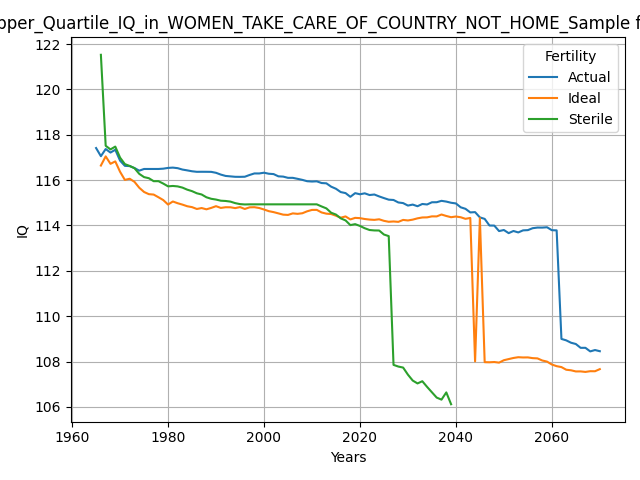 pper_Quartile_IQ_in_WOMEN_TAKE_CARE_OF_COUNTRY_NOT_HOME_Sample f
122
120
118
116
114
112
110
108
106
IQ
Fertility
Actual
Ideal
Sterile
1960 1980 2000 2020 2040 2060
Years